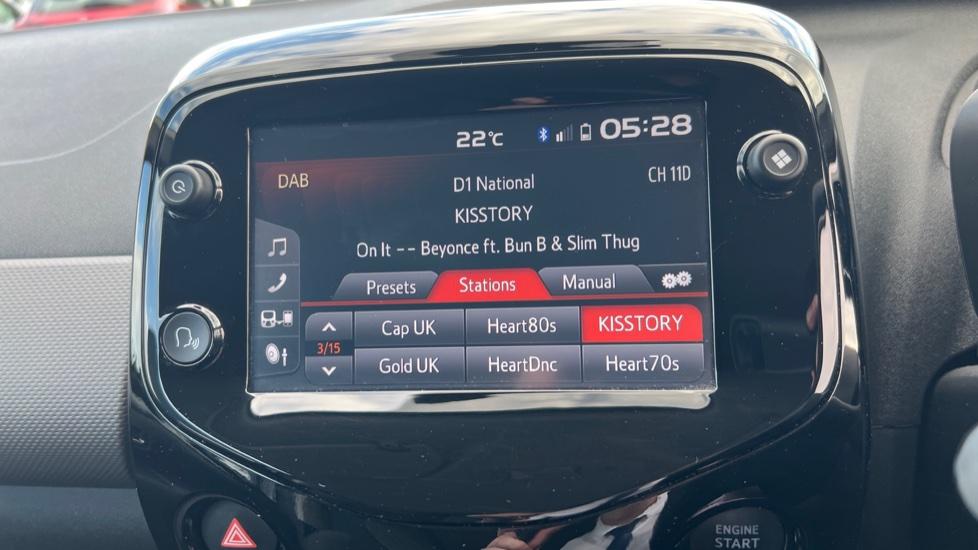 22°C 05:28
DAB D1 National CH 11D
KISSTORY
On It -- Beyonce ft. Bun B & Slim Thug
Presets Stations Manual
Cap UK Heart80s KISSTORY
3/15
Gold UK HeartDnc Heart70s
ENGINE
START